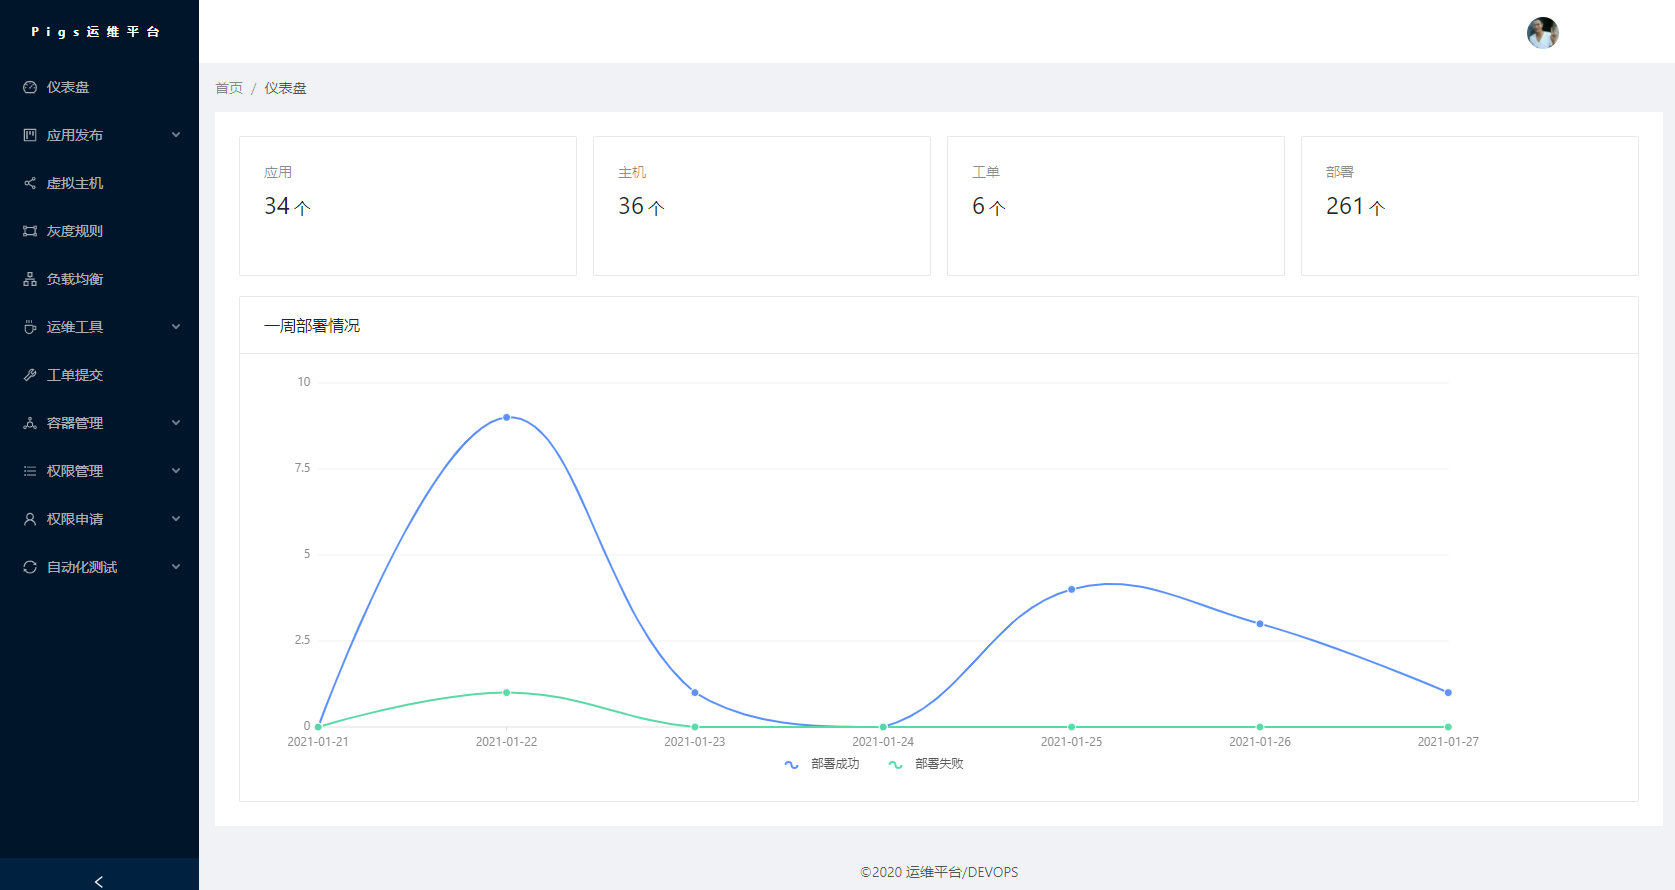 Pigs运维平台
仪表盘
应用发布
虚拟主机
灰度规则
负载均衡
运维工具
工单提交
容器管理
权限管理
权限申请
自动化测试
首页 / 仪表盘
应用
34 个
主机
36 个
工单
6 个
部署
261 个
一周部署情况
10
7.5
5
2.5
0
2021-01-21 2021-01-22 2021-01-23 2021-01-24 2021-01-25 2021-01-26 2021-01-27
部署成功 部署失败
©2020 运维平台/DEVOPS